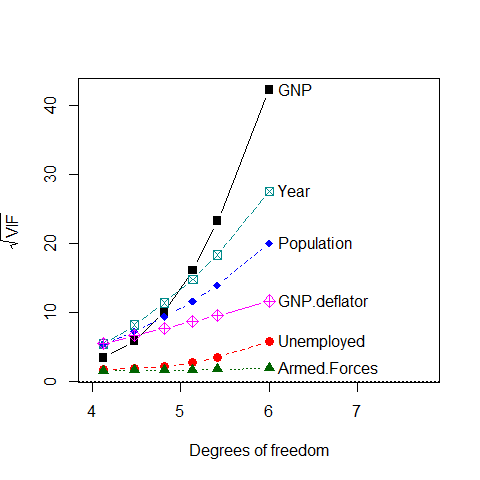 GNP
Year
Population
GNP.deflator
Unemployed
Armed.Forces
√VIF
40
30
20
10
0
4 5 6 7
Degrees of freedom